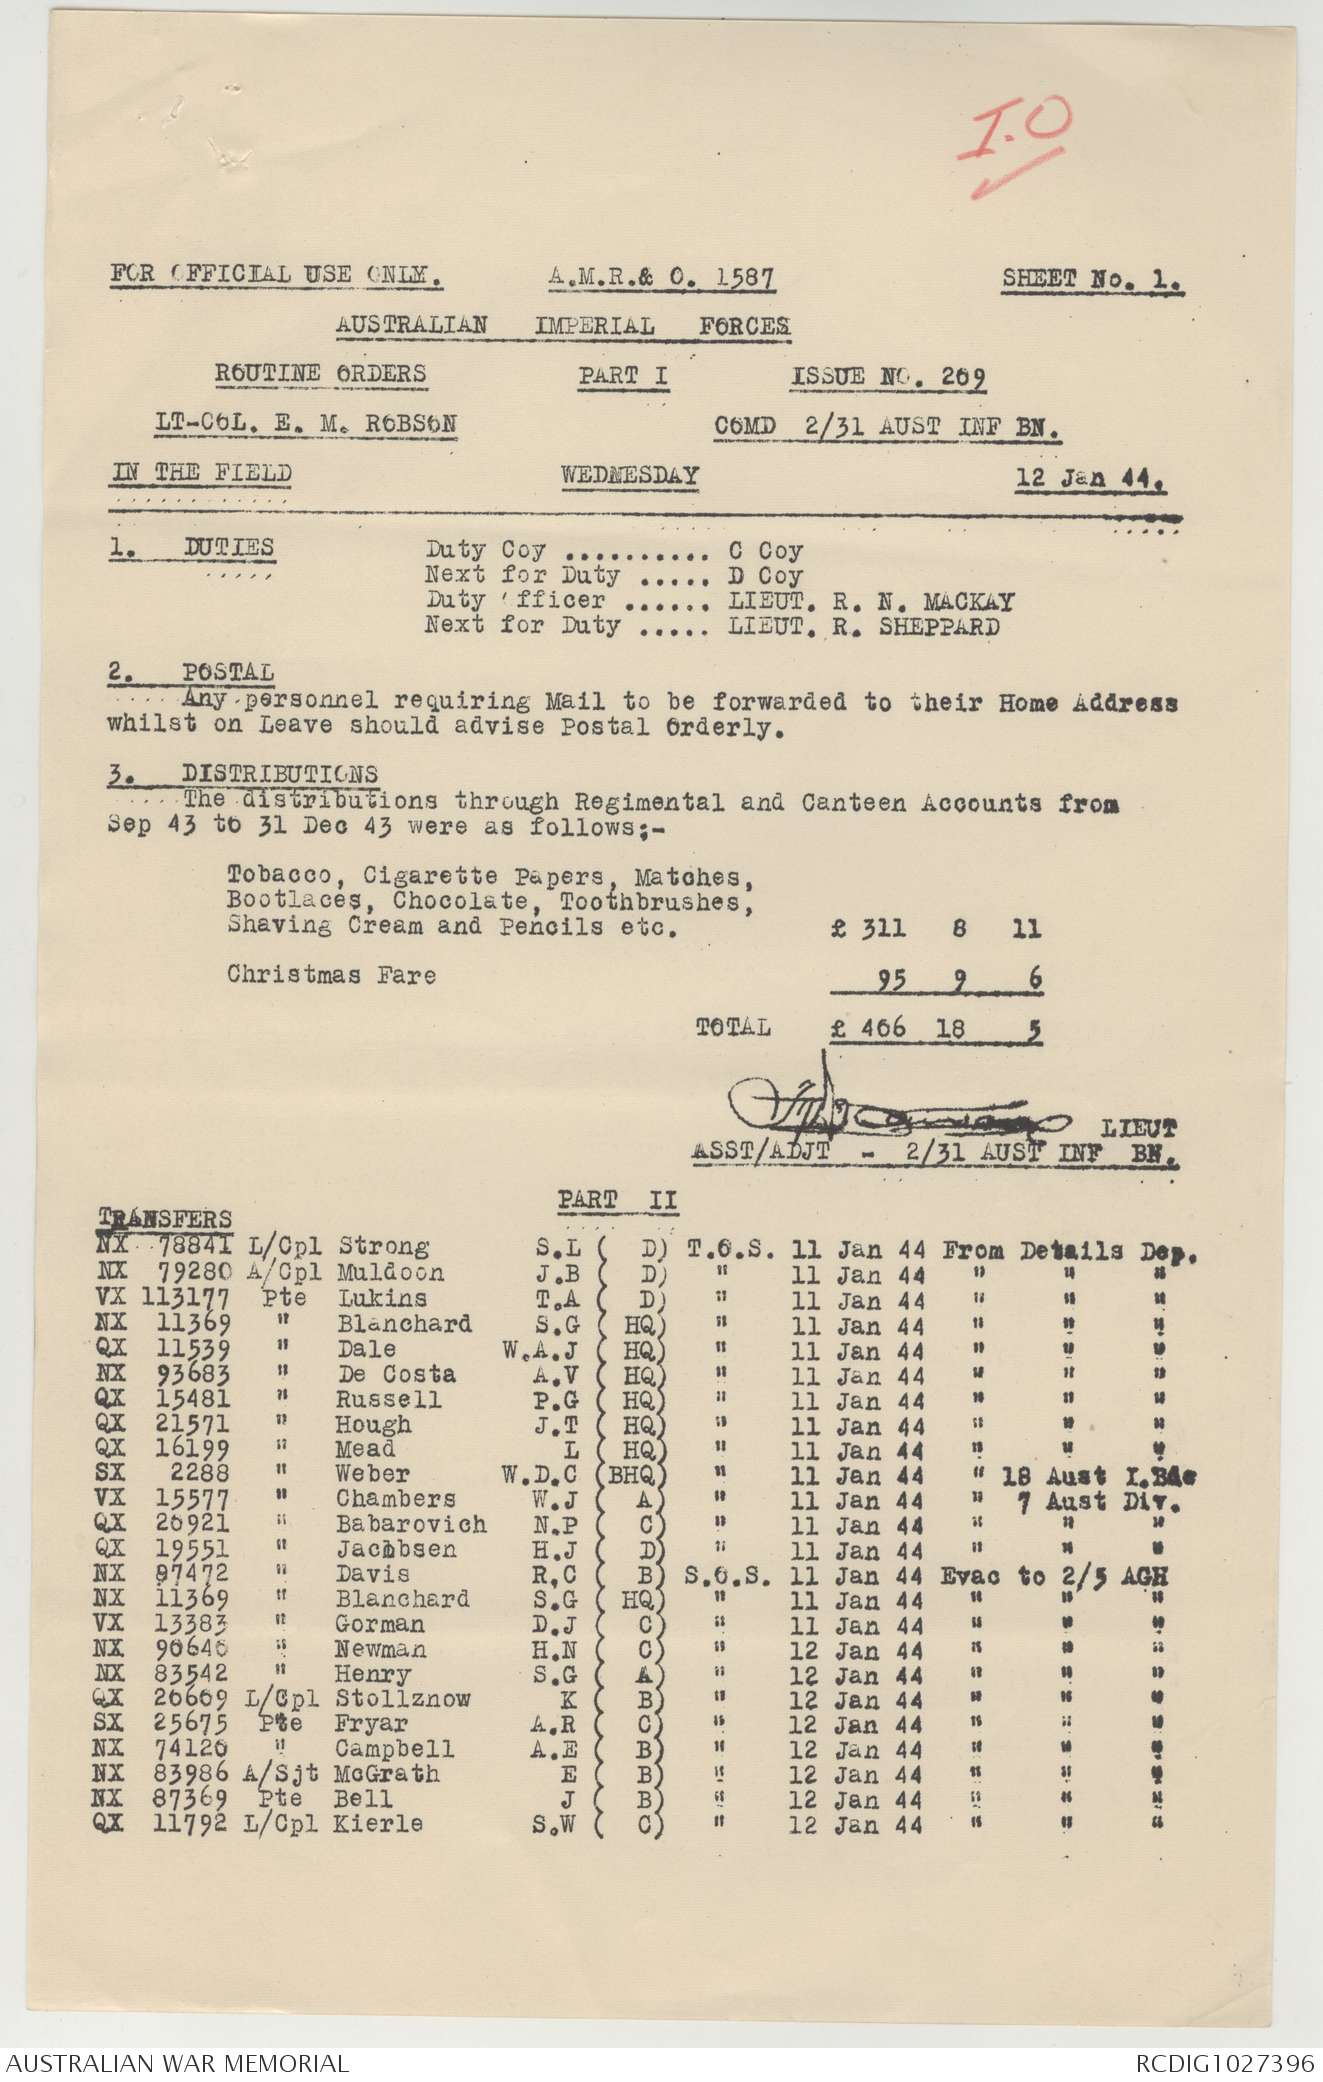 I.O
FOR OFFICIAL USE ONLY. A.M.R.& O. 1587 SHEET No. 1.
AUSTRALIAN IMPERIAL FORCES
ROUTINE ORDERS PART I ISSUE NO. 209
LT-COL. E. M. ROBSON COMD 2/31 AUST INF BN.
IN THE FIELD WEDNESDAY 12 Jan 44.
1. DUTIES Duty Coy .......... C Coy
Next for Duty ..... D Coy
Duty Officer ...... LIEUT. R. N. MACKAY
Next for Duty ..... LIEUT. R. SHEPPARD
2. POSTAL
Any personnel requiring Mail to be forwarded to their Home Address
whilst on Leave should advise Postal Orderly.
3. DISTRIBUTIONS
The distributions through Regimental and Canteen Accounts from
Sep 43 to 31 Dec 43 were as follows;-
Tobacco, Cigarette Papers, Matches,
Bootlaces, Chocolate, Toothbrushes,
Shaving Cream and Pencils etc. £ 311 8 11
Christmas Fare 95 9 6
TOTAL £ 406 18 5
LIEUT
ASST/ADJT - 2/31 AUST INF BN.
PART II
TRANSFERS
NX 78841 L/Cpl Strong S.L ( D) T.O.S. 11 Jan 44 From Details Dep.
NX 79280 A/Cpl Muldoon J.B ( D) " 11 Jan 44 " " "
VX 113177 Pte Lukins T.A ( D) " 11 Jan 44 " " "
NX 11369 " Blanchard S.G ( HQ) " 11 Jan 44 " " "
QX 11539 " Dale W.A.J ( HQ) " 11 Jan 44 " " "
NX 93683 " De Costa A.V ( HQ) " 11 Jan 44 " " "
QX 15481 " Russell P.G ( HQ) " 11 Jan 44 " " "
QX 21571 " Hough J.T ( HQ) " 11 Jan 44 " " "
QX 16199 " Mead L ( HQ) " 11 Jan 44 " " "
SX 2288 " Weber W.D.C (BHQ) " 11 Jan 44 " 18 Aust I.Bde
VX 15577 " Chambers W.J ( A) " 11 Jan 44 " 7 Aust Div.
QX 20921 " Babarovich N.P ( C) " 11 Jan 44 " " "
QX 19551 " Jacobsen H.J ( D) " 11 Jan 44 " " "
NX 97472 " Davis R,C ( B) S.O.S. 11 Jan 44 Evac to 2/5 AGH
NX 11369 " Blanchard S.G ( HQ) " 11 Jan 44 " " "
VX 13383 " Gorman D.J ( C) " 11 Jan 44 " " "
NX 90640 " Newman H.N ( C) " 12 Jan 44 " " "
NX 83542 " Henry S.G ( A) " 12 Jan 44 " " "
QX 20609 L/Cpl Stollznow K ( B) " 12 Jan 44 " " "
SX 25675 Pte Fryar A.R ( C) " 12 Jan 44 " " "
NX 74120 " Campbell A.E ( B) " 12 Jan 44 " " "
NX 83986 A/Sjt McGrath E ( B) " 12 Jan 44 " " "
NX 87369 Pte Bell J ( B) " 12 Jan 44 " " "
QX 11792 L/Cpl Kierle S.W ( C) " 12 Jan 44 " " "
AUSTRALIAN WAR MEMORIAL RCDIG1027396